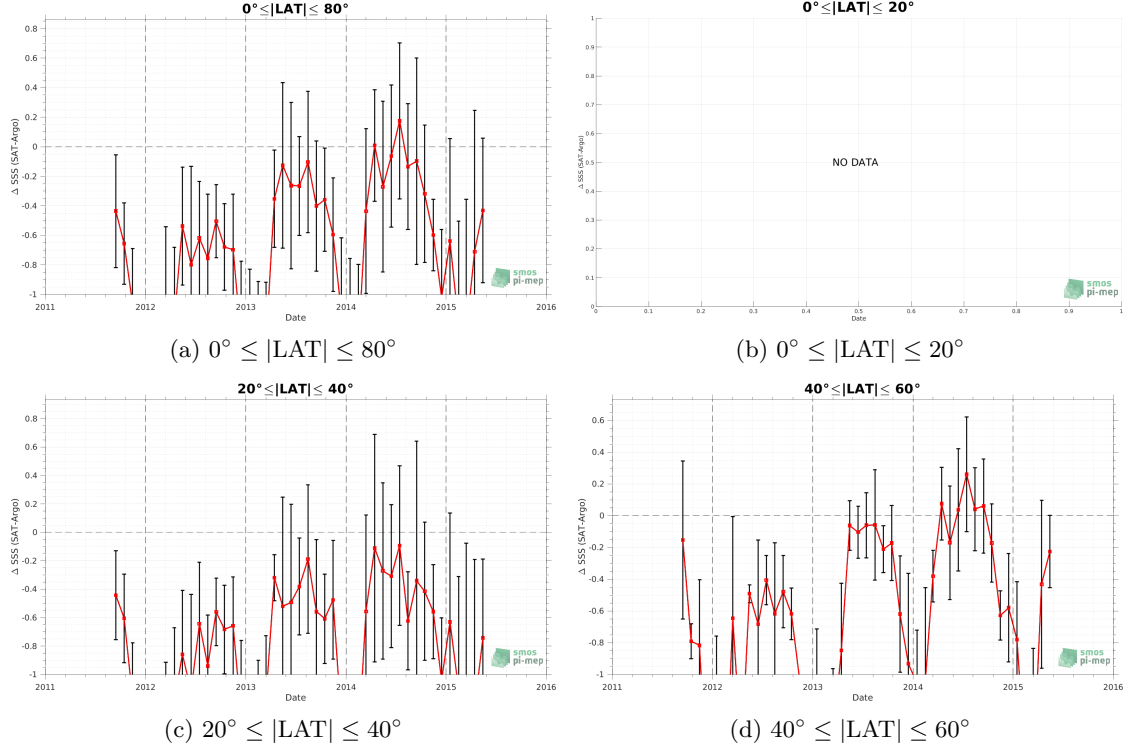 0°≤|LAT|≤ 80°
Δ SSS (SAT-Argo)
0.8
0.6
0.4
0.2
0
-0.2
-0.4
-0.6
-0.8
-1
2011 2012 2013 2014 2015 2016
Date
smos
pi-mep
(a) 0° ≤ |LAT| ≤ 80°
0°≤|LAT|≤ 20°
Δ SSS (SAT-Argo)
1
0.9
0.8
0.7
0.6
0.5
0.4
0.3
0.2
0.1
0
NO DATA
0 0.1 0.2 0.3 0.4 0.5 0.6 0.7 0.8 0.9 1
Date
smos
pi-mep
(b) 0° ≤ |LAT| ≤ 20°
20°≤|LAT|≤ 40°
Δ SSS (SAT-Argo)
0.8
0.6
0.4
0.2
0
-0.2
-0.4
-0.6
-0.8
-1
2011 2012 2013 2014 2015 2016
Date
smos
pi-mep
(c) 20° ≤ |LAT| ≤ 40°
40°≤|LAT|≤ 60°
Δ SSS (SAT-Argo)
0.6
0.4
0.2
0
-0.2
-0.4
-0.6
-0.8
-1
2011 2012 2013 2014 2015 2016
Date
smos
pi-mep
(d) 40° ≤ |LAT| ≤ 60°